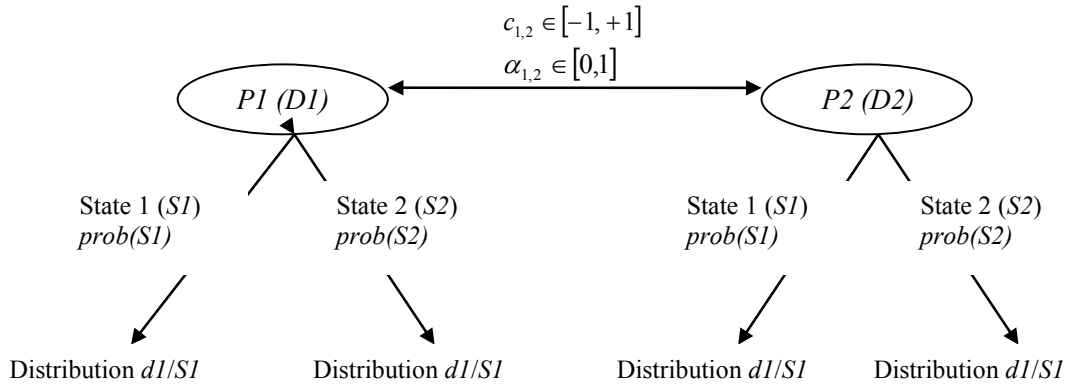 c1,2 ∈ [−1, +1]
α1,2 ∈ [0,1]
P1 (D1)
P2 (D2)
State 1 (S1)
prob(S1)
State 2 (S2)
prob(S2)
State 1 (S1)
prob(S1)
State 2 (S2)
prob(S2)
Distribution d1/S1
Distribution d1/S1
Distribution d1/S1
Distribution d1/S1